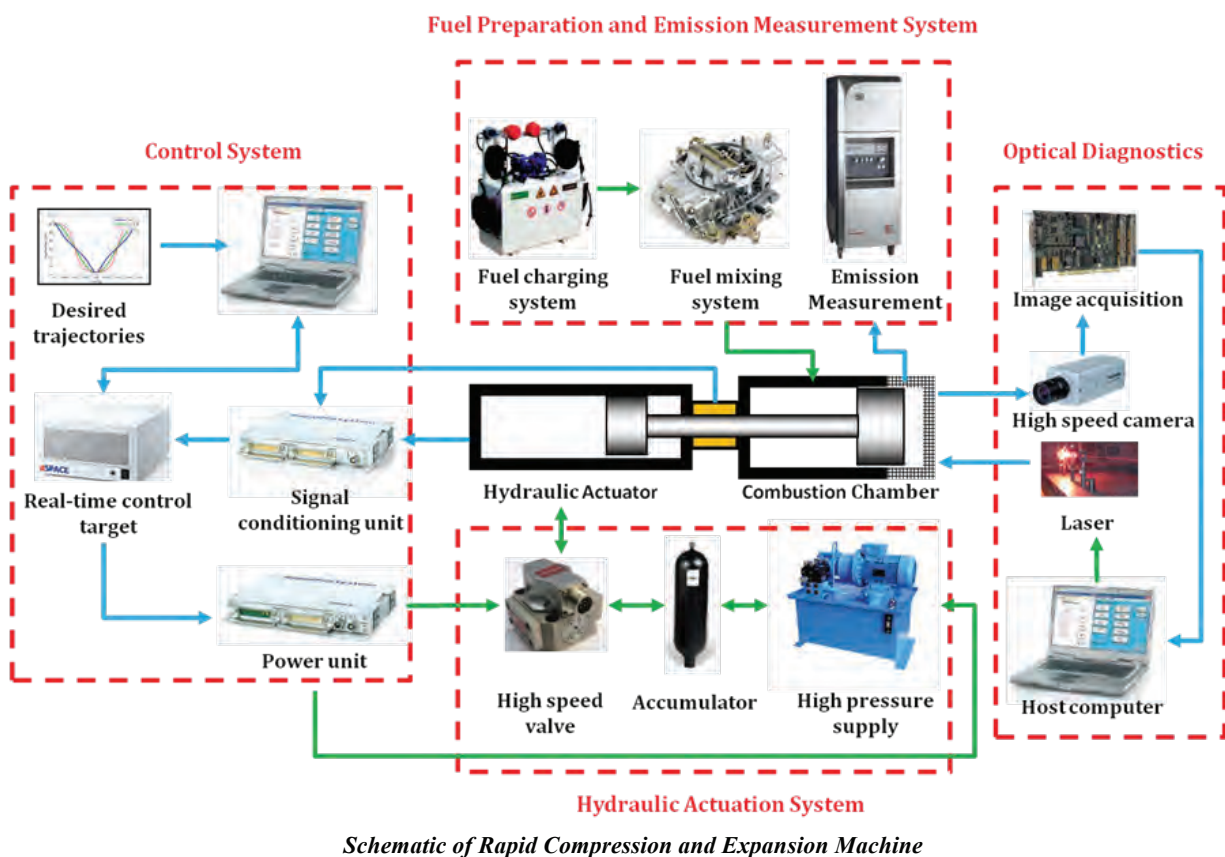 Fuel Preparation and Emission Measurement System
Control System
Optical Diagnostics
Fuel charging
system
Fuel mixing
system
Emission
Measurement
Desired
trajectories
Image acquisition
High speed camera
Real-time control
target
Signal
conditioning unit
Hydraulic Actuator
Combustion Chamber
Laser
Power unit
High speed
valve
Accumulator
High pressure
supply
Host computer
Hydraulic Actuation System
Schematic of Rapid Compression and Expansion Machine